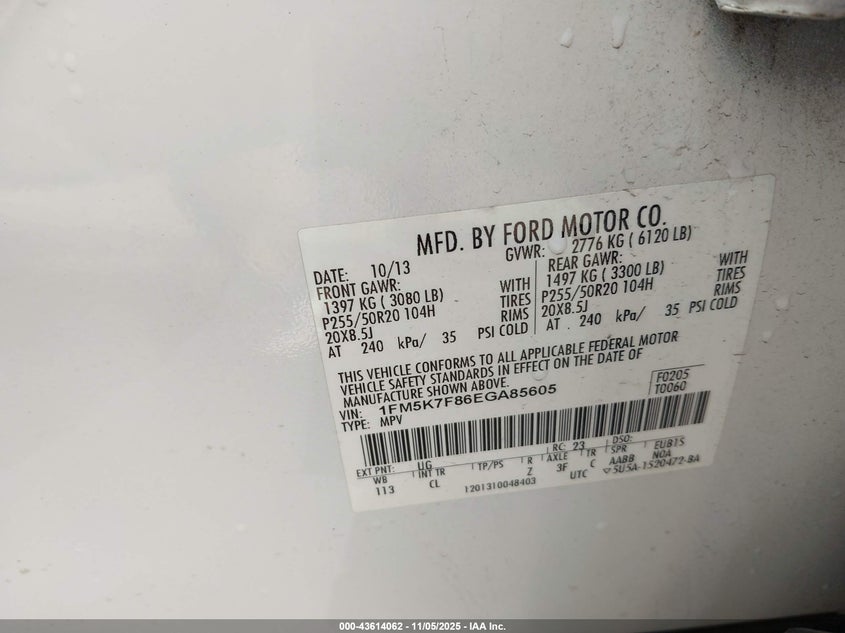 MFD. BY FORD MOTOR CO.
DATE: 10/13
GVWR: 2776 KG ( 6120 LB)
FRONT GAWR:
1397 KG ( 3080 LB) WITH
P255/50R20 104H TIRES
20X8.5J RIMS
AT 240 kPa/ 35 PSI COLD
REAR GAWR:
1497 KG ( 3300 LB) WITH
P255/50R20 104H TIRES
20X8.5J RIMS
AT 240 kPa/ 35 PSI COLD
THIS VEHICLE CONFORMS TO ALL APPLICABLE FEDERAL MOTOR
VEHICLE SAFETY STANDARDS IN EFFECT ON THE DATE OF
MANUFACTURE SHOWN ABOVE.
VIN: 1FM5K7F86EGA85605
TYPE: MPV
F0205
T0060
EXT PNT: UG RC: 23 DSO:
WB INT TR TP/PS R AXLE TR SPR EUB1S
113 CL Z 3F C AABB NOA
1201310048403 UTC 5U5A-1520472-BA
000-43614062 - 11/05/2025 - IAA Inc.